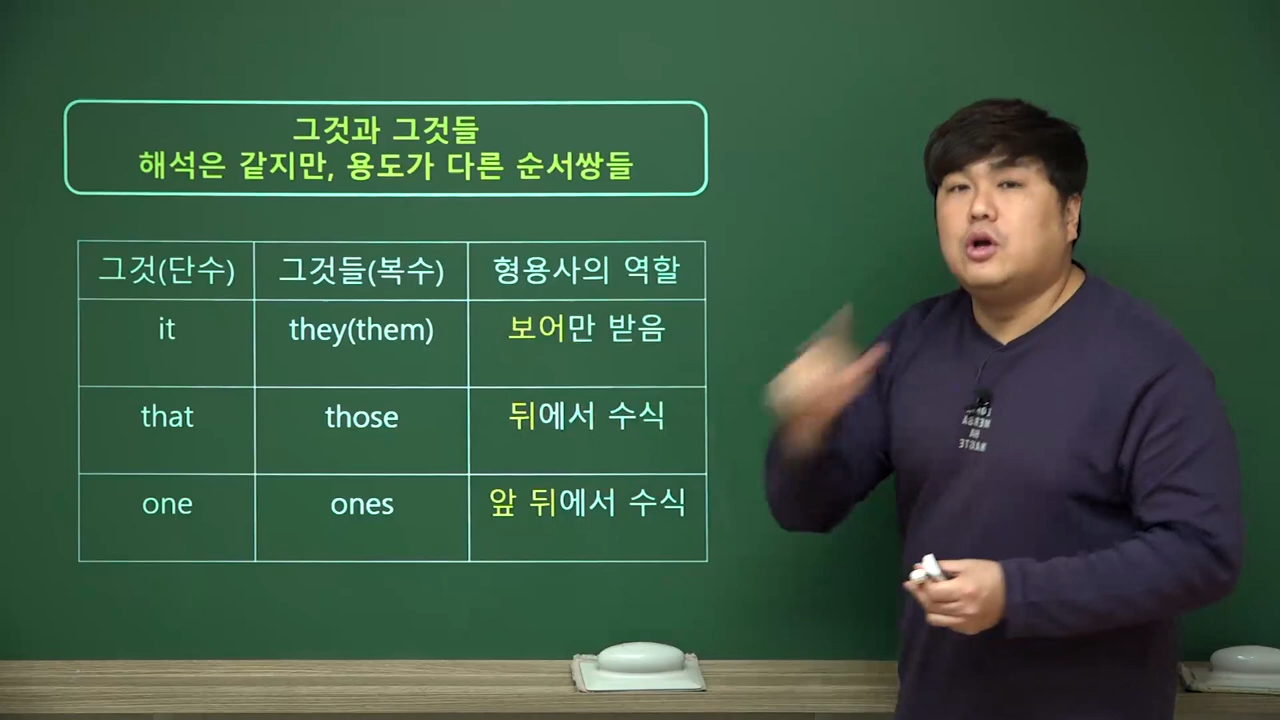 그것과 그것들
해석은 같지만, 용도가 다른 순서쌍들
그것(단수) 그것들(복수) 형용사의 역할
it they(them) 보어만 받음
that those 뒤에서 수식
one ones 앞 뒤에서 수식